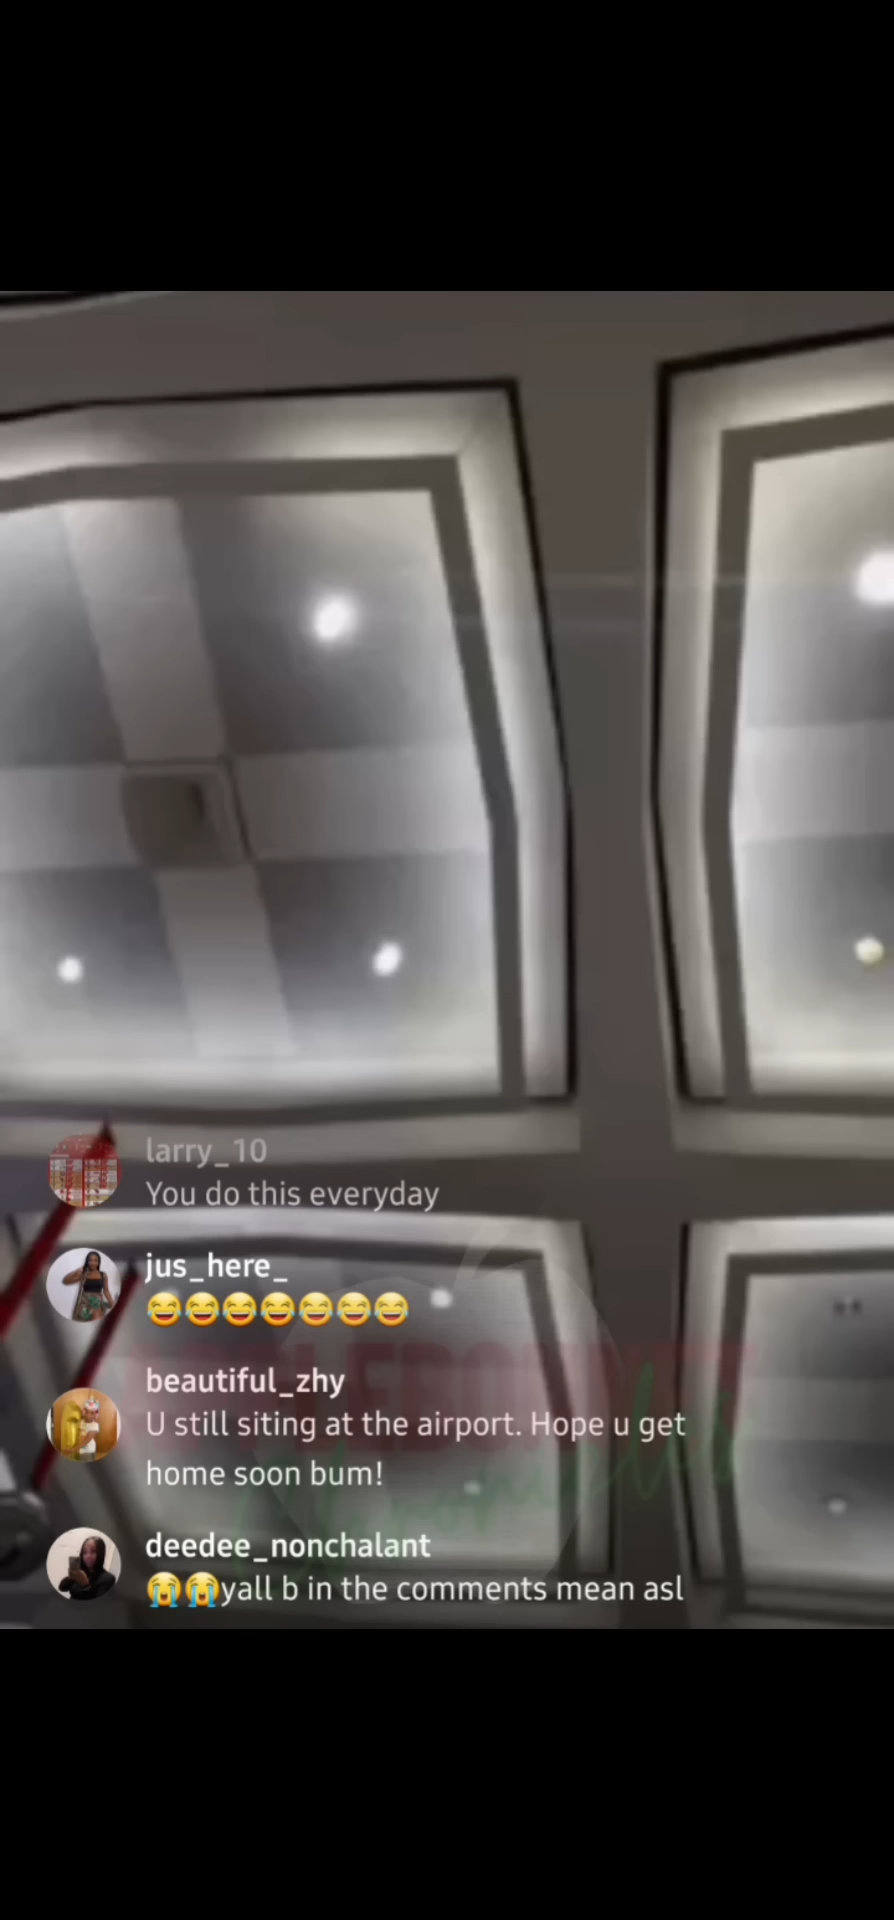 larry_10
You do this everyday
jus_here_
😂😂😂😂😂😂😂
beautiful_zhy
U still siting at the airport. Hope u get
home soon bum!
deedee_nonchalant
😭😭yall b in the comments mean asl